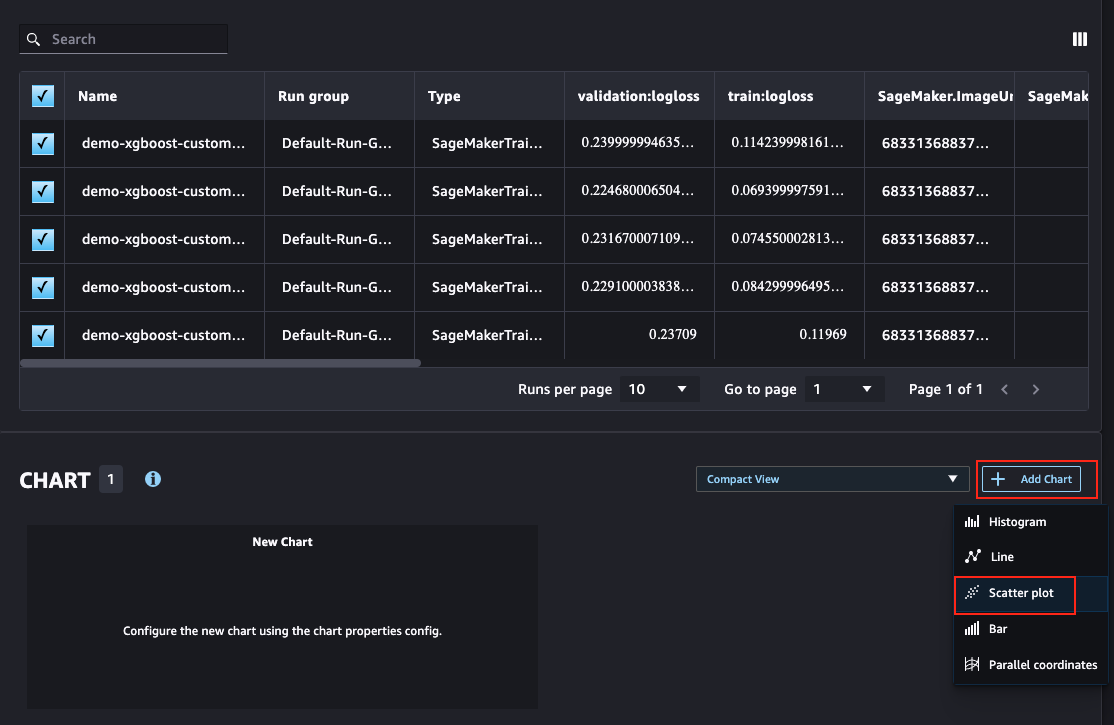 Search
Name Run group Type validation:logloss train:logloss SageMaker.ImageUr SageMak
demo-xgboost-custom... Default-Run-G... SageMakerTrai... 0.239999994635... 0.114239998161... 68331368837...
demo-xgboost-custom... Default-Run-G... SageMakerTrai... 0.224680006504... 0.069399997591... 68331368837...
demo-xgboost-custom... Default-Run-G... SageMakerTrai... 0.231670007109... 0.074550002813... 68331368837...
demo-xgboost-custom... Default-Run-G... SageMakerTrai... 0.229100003838... 0.084299996495... 68331368837...
demo-xgboost-custom... Default-Run-G... SageMakerTrai... 0.23709 0.11969 68331368837...
Runs per page 10 Go to page 1 Page 1 of 1
CHART 1 Compact View Add Chart
Histogram
Line
Scatter plot
Bar
Parallel coordinates
New Chart
Configure the new chart using the chart properties config.